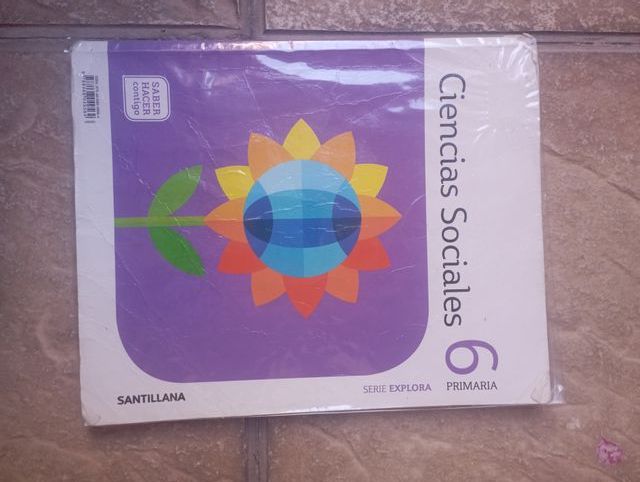 Ciencias Sociales 6
PRIMARIA
SERIE EXPLORA
SABER
HACER
contigo
SANTILLANA